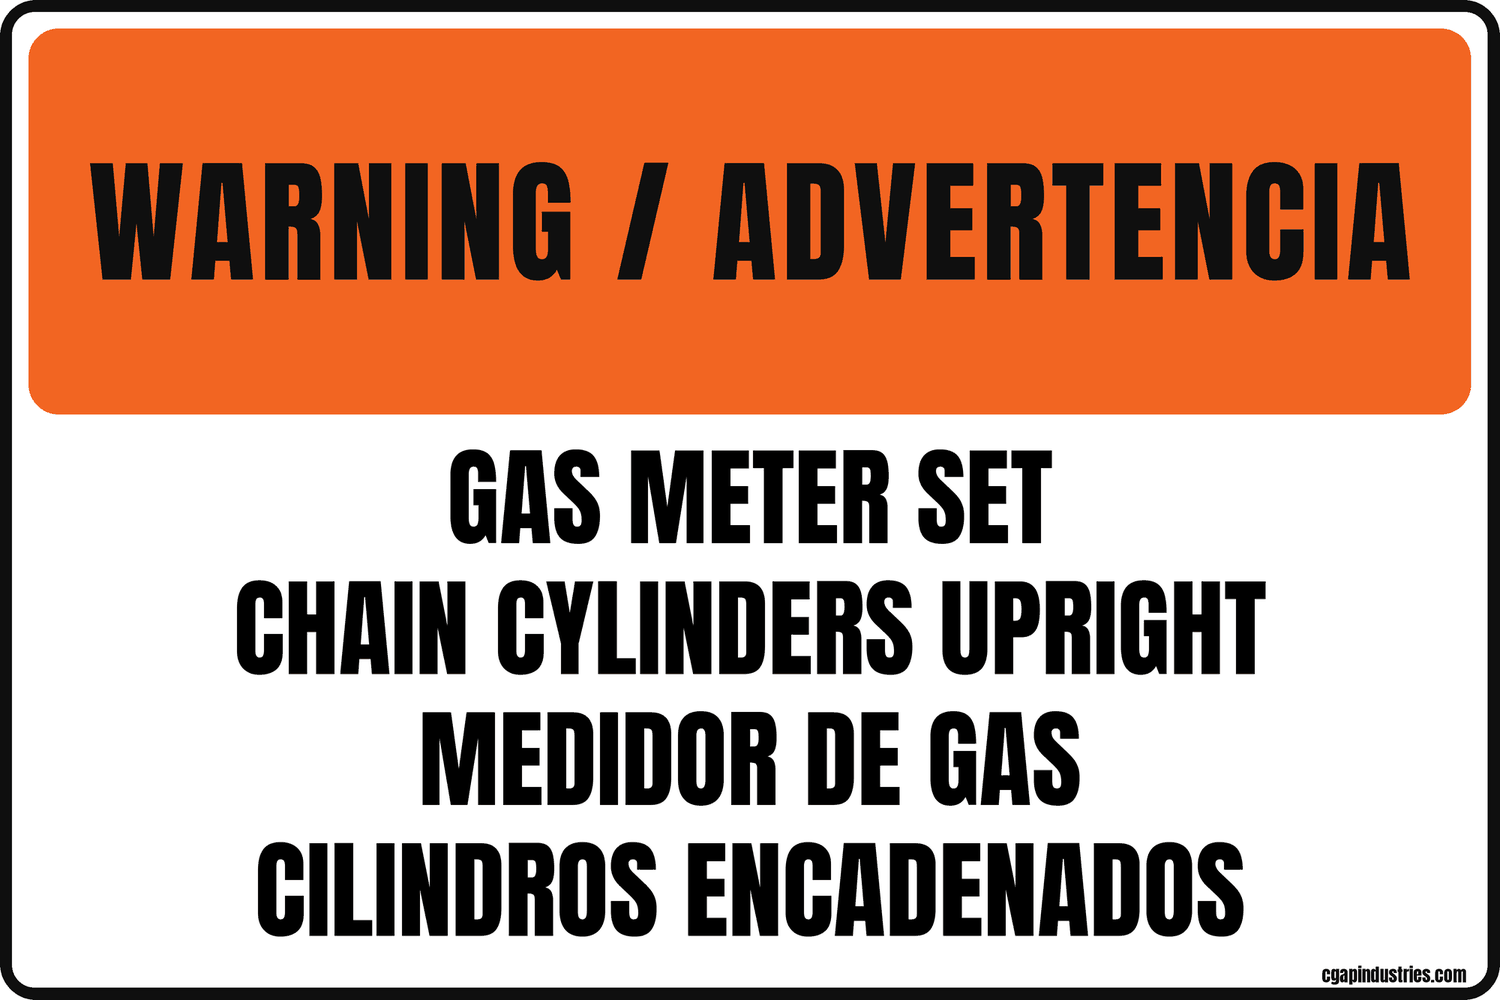 WARNING / ADVERTENCIA
GAS METER SET
CHAIN CYLINDERS UPRIGHT
MEDIDOR DE GAS
CILINDROS ENCADENADOS
cgapindustries.com